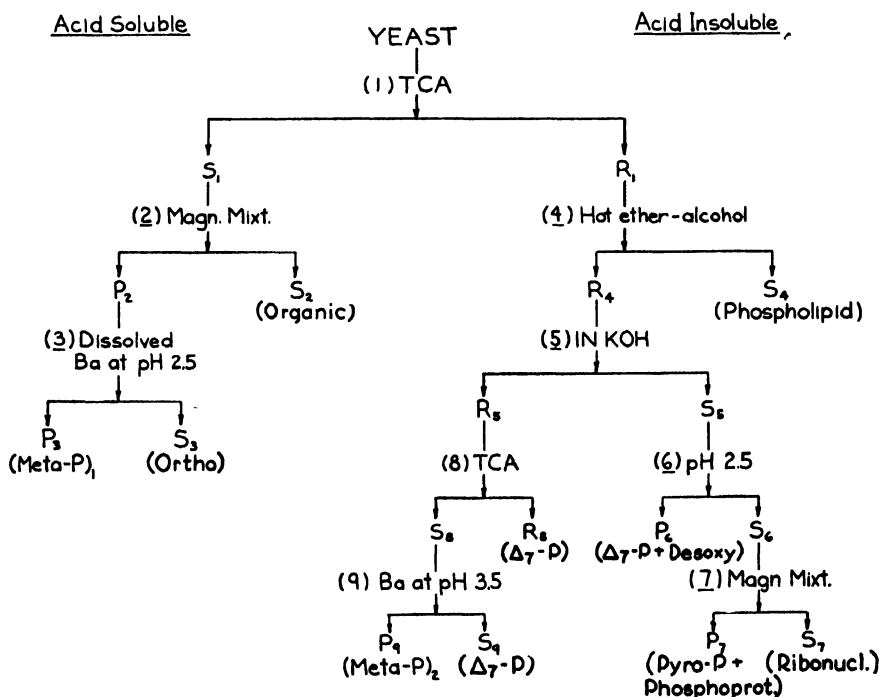 Acid Soluble
Acid Insoluble
YEAST
(1) TCA
S₁
R₁
(2) Magn. Mixt.
(4) Hot ether-alcohol
P₂
S₂
(Organic)
R₄
S₄
(Phospholipid)
(3) Dissolved
Ba at pH 2.5
(5) IN KOH
P₃
(Meta-P)₁
S₃
(Ortho)
R₅
S₅
(8) TCA
(6) pH 2.5
S₈
R₈
(Δ₇-P)
P₆
(Δ₇-P + Desoxy)
S₆
(9) Ba at pH 3.5
(7) Magn Mixt.
P₉
(Meta-P)₂
S₉
(Δ₇-P)
P₇
(Pyro-P +
Phosphoprot.)
S₇
(Ribonucl.)